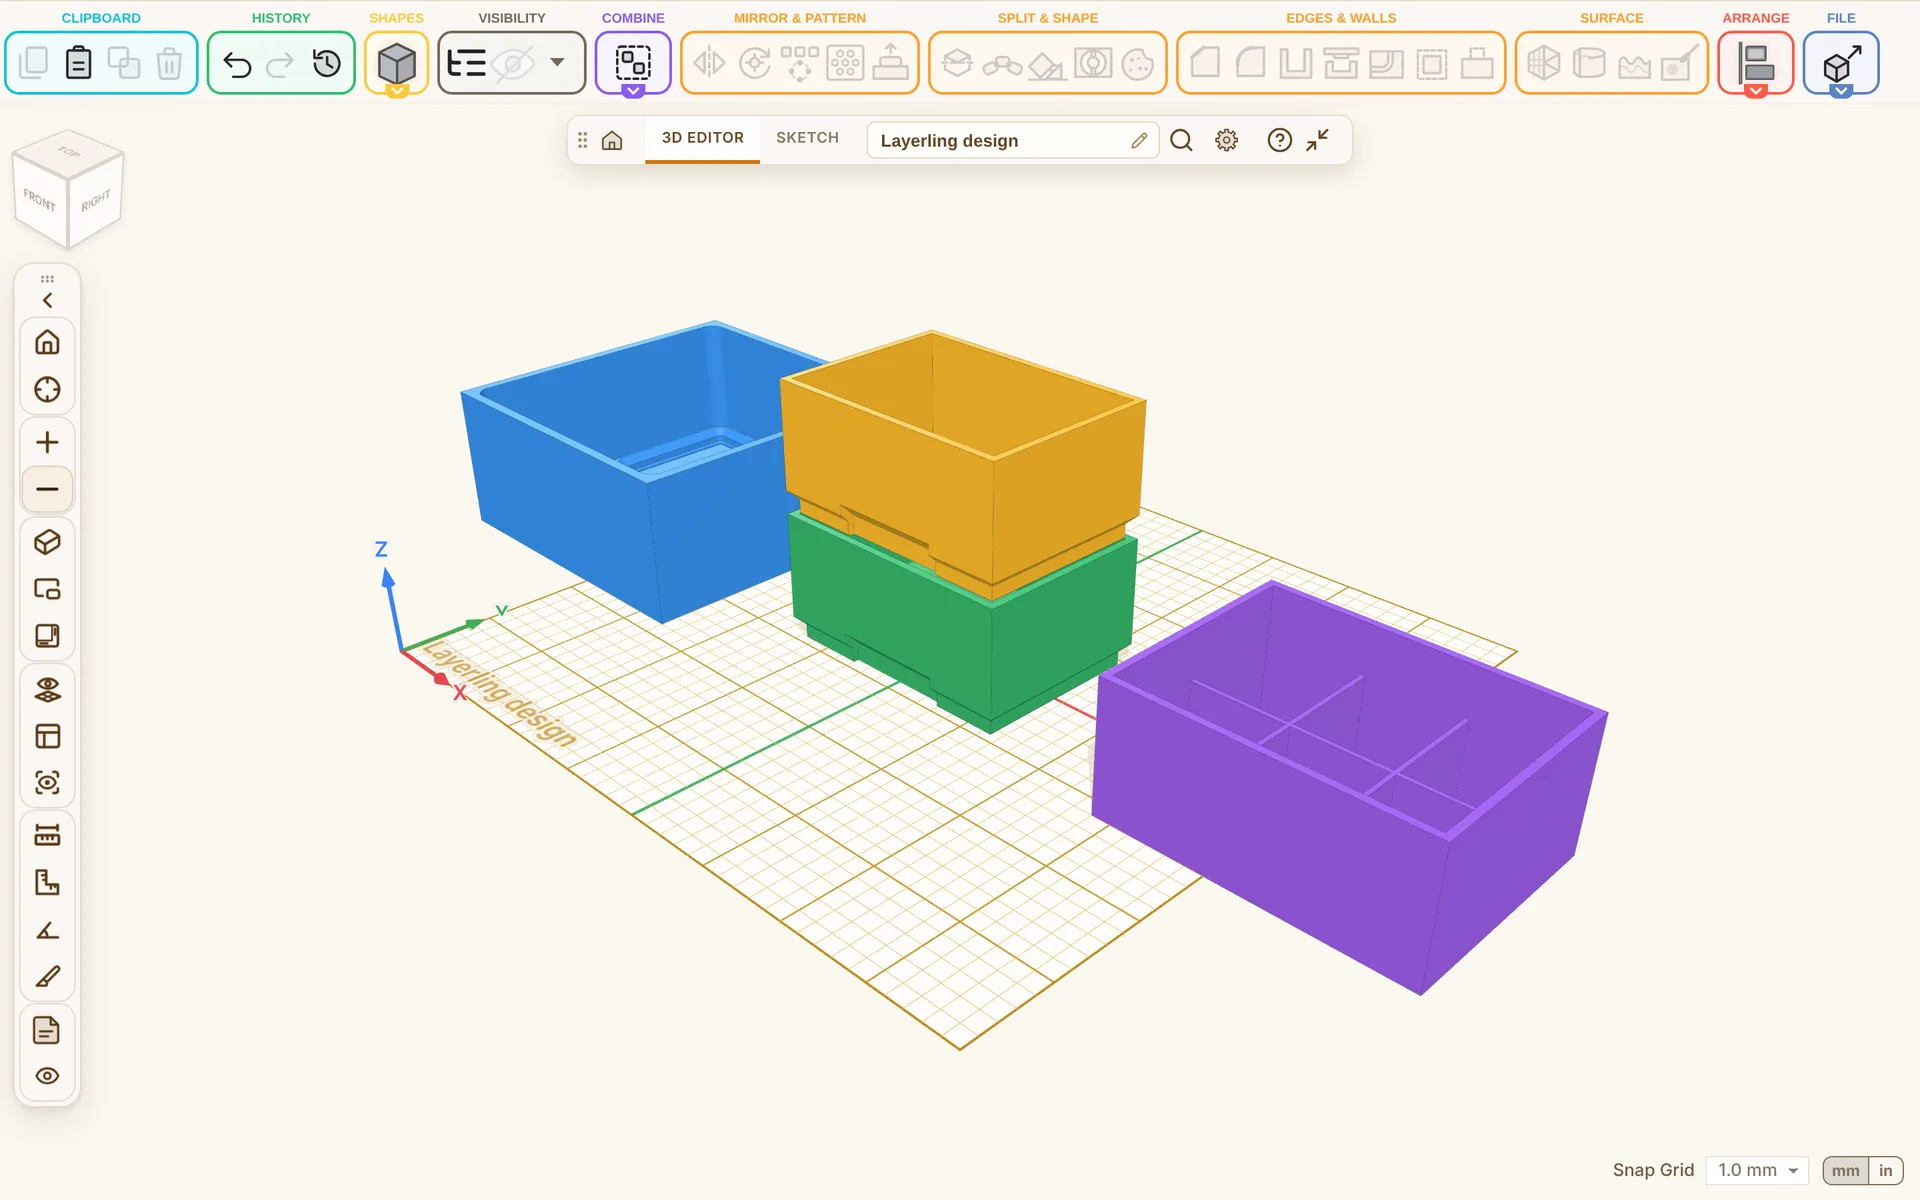 CLIPBOARD
HISTORY
SHAPES
VISIBILITY
COMBINE
MIRROR & PATTERN
SPLIT & SHAPE
EDGES & WALLS
SURFACE
ARRANGE
FILE
3D EDITOR
SKETCH
Layerling design
TOP
FRONT
RIGHT
Z
Y
X
Layerling design
Snap Grid
1.0 mm
mm
in